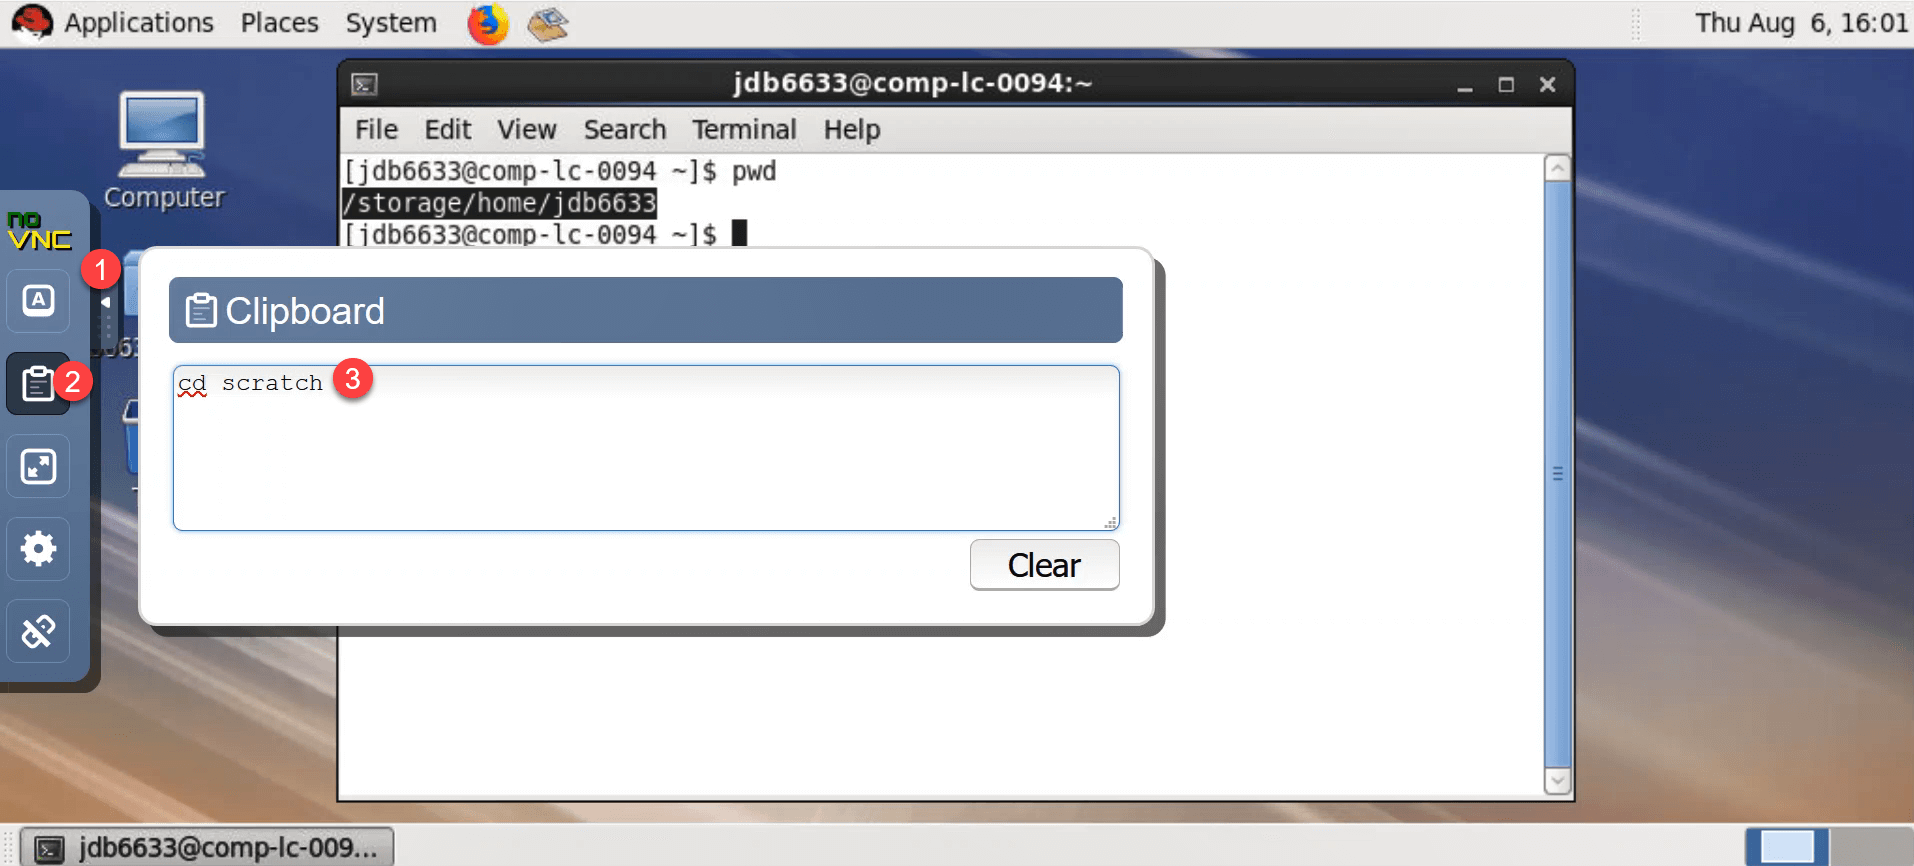 Applications Places System
Thu Aug 6, 16:01
jdb6633@comp-lc-0094:~
File Edit View Search Terminal Help
[jdb6633@comp-lc-0094 ~]$ pwd
/storage/home/jdb6633
[jdb6633@comp-lc-0094 ~]$
Computer
no
VNC
1
A
2
Clipboard
cd scratch
3
Clear
jdb6633@comp-lc-009...